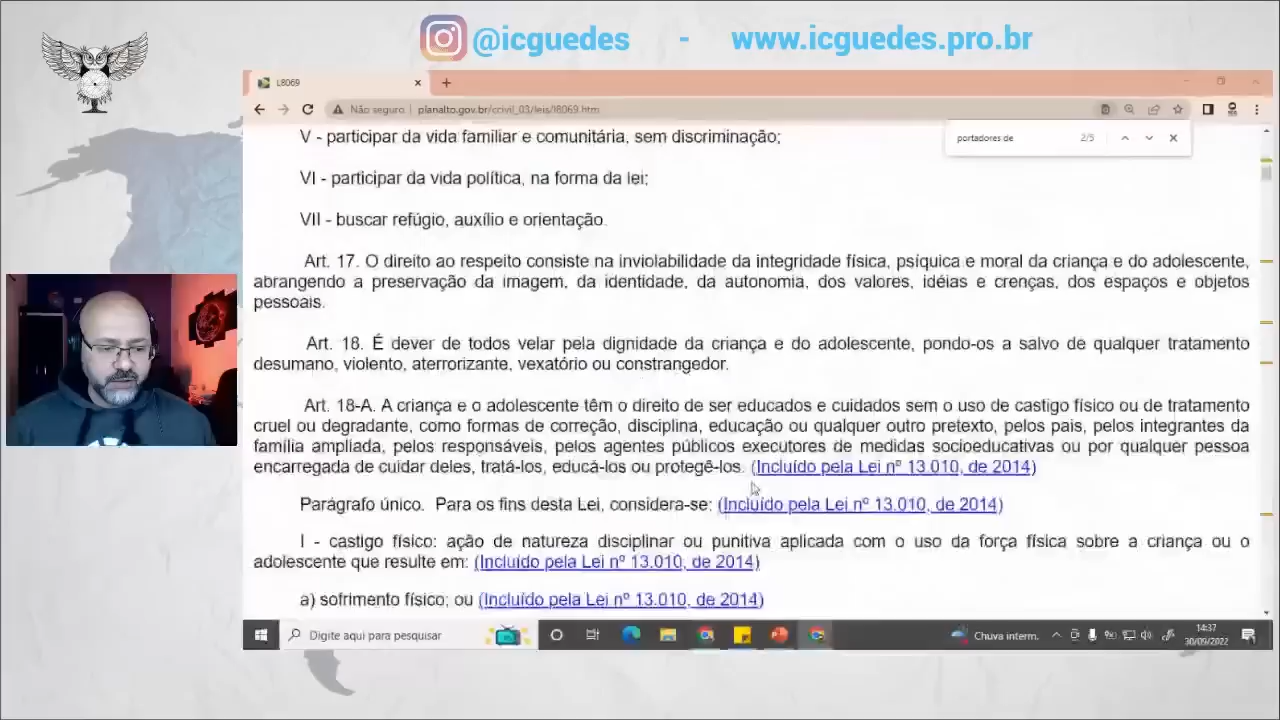 @icguedes - www.icguedes.pro.br
L8069
Não seguro planalto.gov.br/ccivil_03/leis/l8069.htm
portadores de 2/5
V - participar da vida familiar e comunitária, sem discriminação;
VI - participar da vida política, na forma da lei;
VII - buscar refúgio, auxílio e orientação.
Art. 17. O direito ao respeito consiste na inviolabilidade da integridade física, psíquica e moral da criança e do adolescente,
abrangendo a preservação da imagem, da identidade, da autonomia, dos valores, idéias e crenças, dos espaços e objetos
pessoais.
Art. 18. É dever de todos velar pela dignidade da criança e do adolescente, pondo-os a salvo de qualquer tratamento
desumano, violento, aterrorizante, vexatório ou constrangedor.
Art. 18-A. A criança e o adolescente têm o direito de ser educados e cuidados sem o uso de castigo físico ou de tratamento
cruel ou degradante, como formas de correção, disciplina, educação ou qualquer outro pretexto, pelos pais, pelos integrantes da
família ampliada, pelos responsáveis, pelos agentes públicos executores de medidas socioeducativas ou por qualquer pessoa
encarregada de cuidar deles, tratá-los, educá-los ou protegê-los. (Incluído pela Lei nº 13.010, de 2014)
Parágrafo único. Para os fins desta Lei, considera-se: (Incluído pela Lei nº 13.010, de 2014)
I - castigo físico: ação de natureza disciplinar ou punitiva aplicada com o uso da força física sobre a criança ou o
adolescente que resulte em: (Incluído pela Lei nº 13.010, de 2014)
a) sofrimento físico; ou (Incluído pela Lei nº 13.010, de 2014)
Digite aqui para pesquisar
Chuva interm.
14:37
30/09/2022